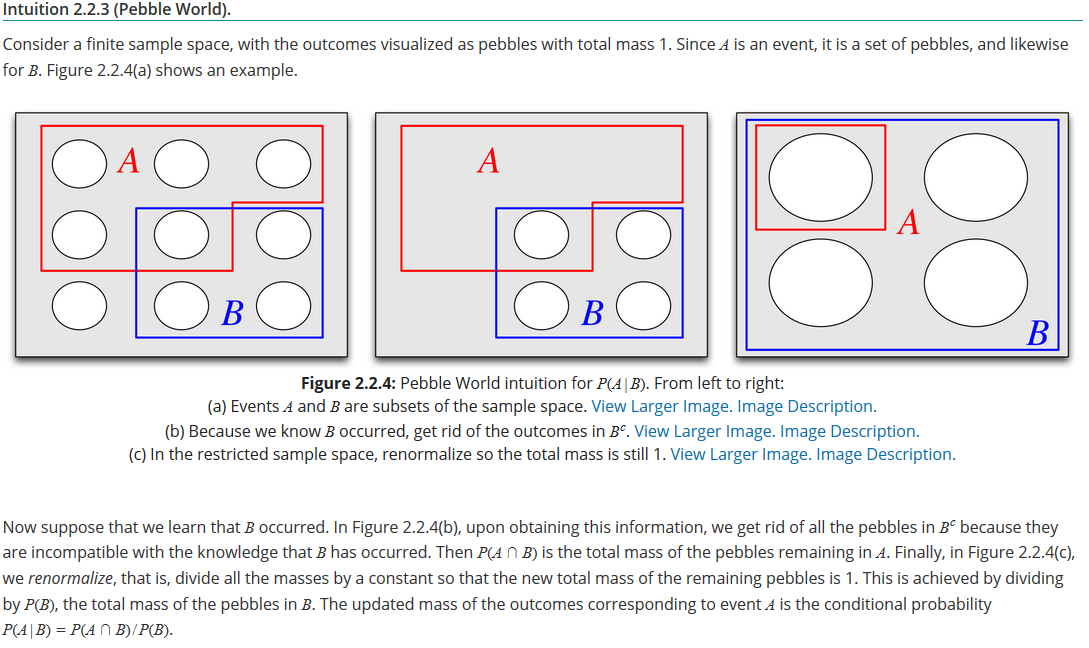 Intuition 2.2.3 (Pebble World).
Consider a finite sample space, with the outcomes visualized as pebbles with total mass 1. Since A is an event, it is a set of pebbles, and likewise
for B. Figure 2.2.4(a) shows an example.
A
B
A
B
A
B
Figure 2.2.4: Pebble World intuition for P(A|B). From left to right:
(a) Events A and B are subsets of the sample space. View Larger Image. Image Description.
(b) Because we know B occurred, get rid of the outcomes in Bᶜ. View Larger Image. Image Description.
(c) In the restricted sample space, renormalize so the total mass is still 1. View Larger Image. Image Description.
Now suppose that we learn that B occurred. In Figure 2.2.4(b), upon obtaining this information, we get rid of all the pebbles in Bᶜ because they
are incompatible with the knowledge that B has occurred. Then P(A ∩ B) is the total mass of the pebbles remaining in A. Finally, in Figure 2.2.4(c),
we renormalize, that is, divide all the masses by a constant so that the new total mass of the remaining pebbles is 1. This is achieved by dividing
by P(B), the total mass of the pebbles in B. The updated mass of the outcomes corresponding to event A is the conditional probability
P(A|B) = P(A ∩ B)/P(B).